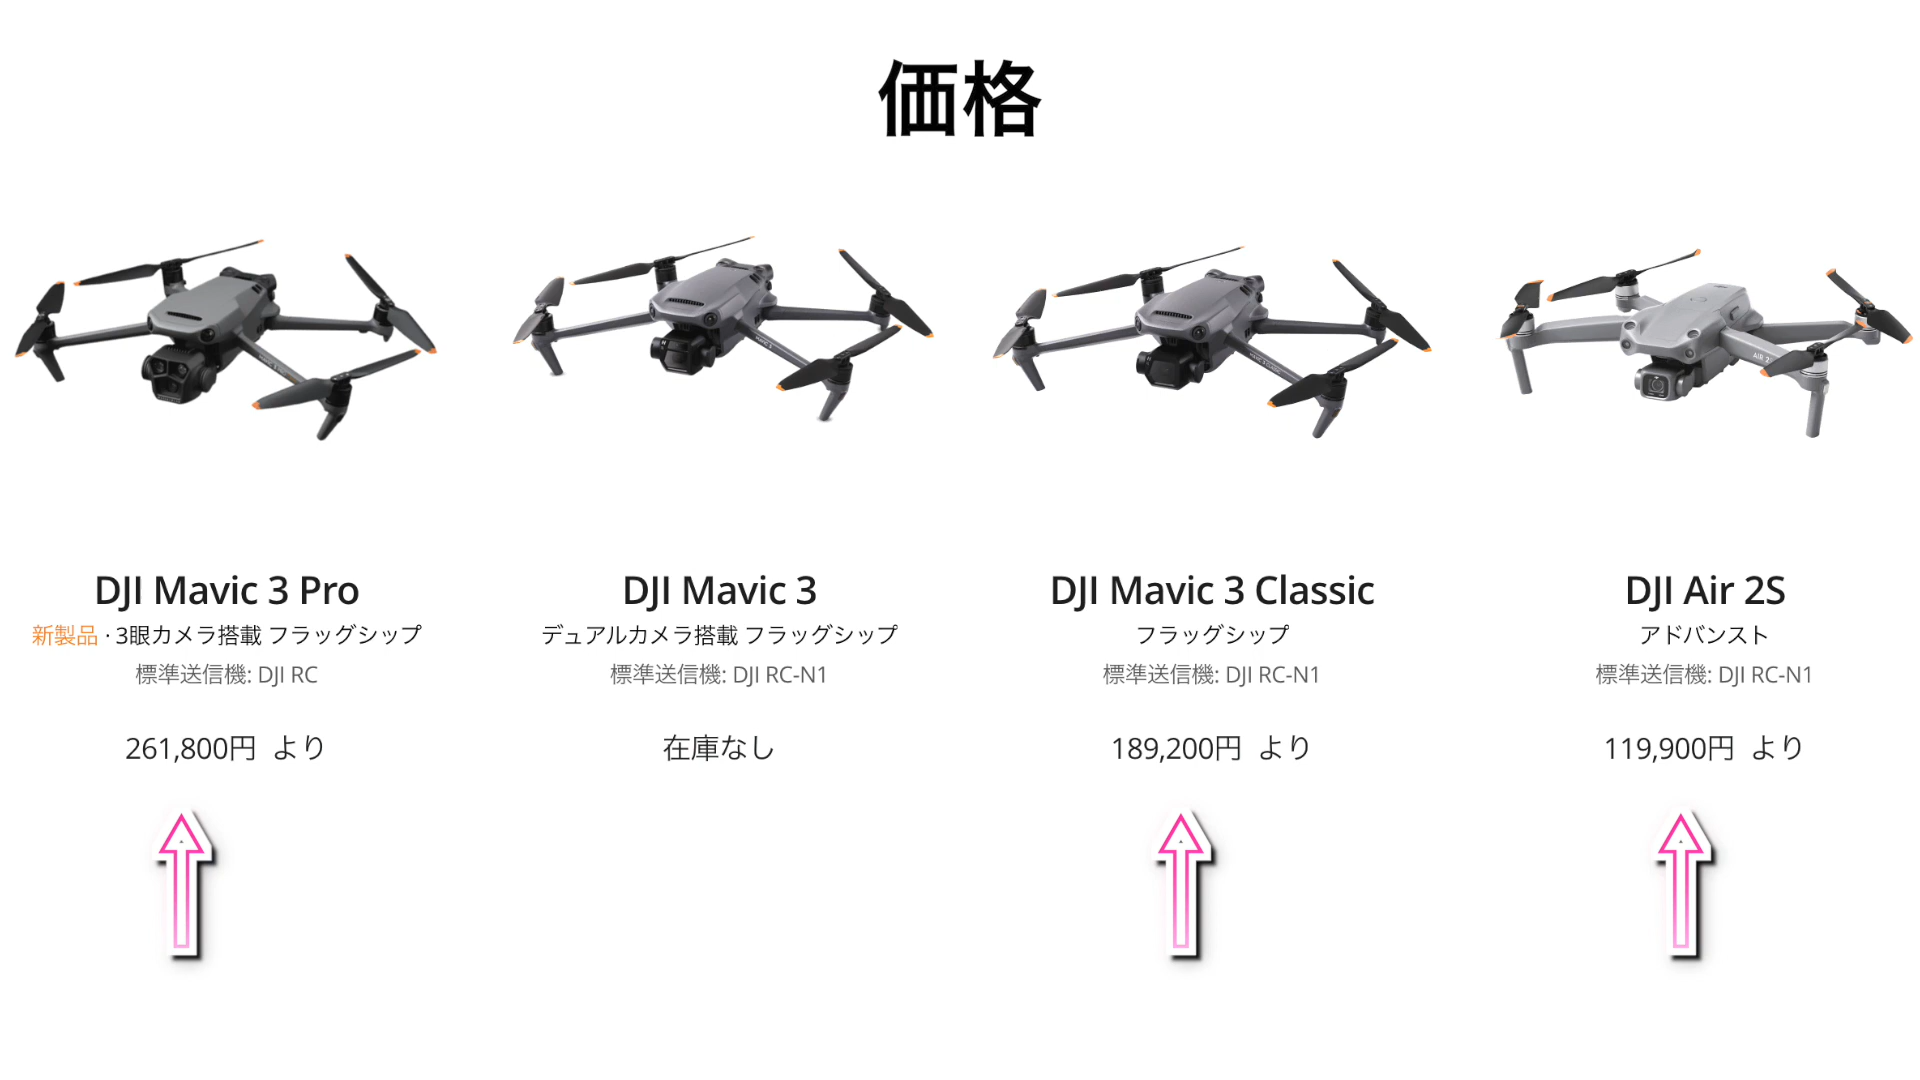 価格
DJI Mavic 3 Pro
新製品 · 3眼カメラ搭載 フラッグシップ
標準送信機: DJI RC
261,800円 より
DJI Mavic 3
デュアルカメラ搭載 フラッグシップ
標準送信機: DJI RC-N1
在庫なし
DJI Mavic 3 Classic
フラッグシップ
標準送信機: DJI RC-N1
189,200円 より
DJI Air 2S
アドバンスト
標準送信機: DJI RC-N1
119,900円 より